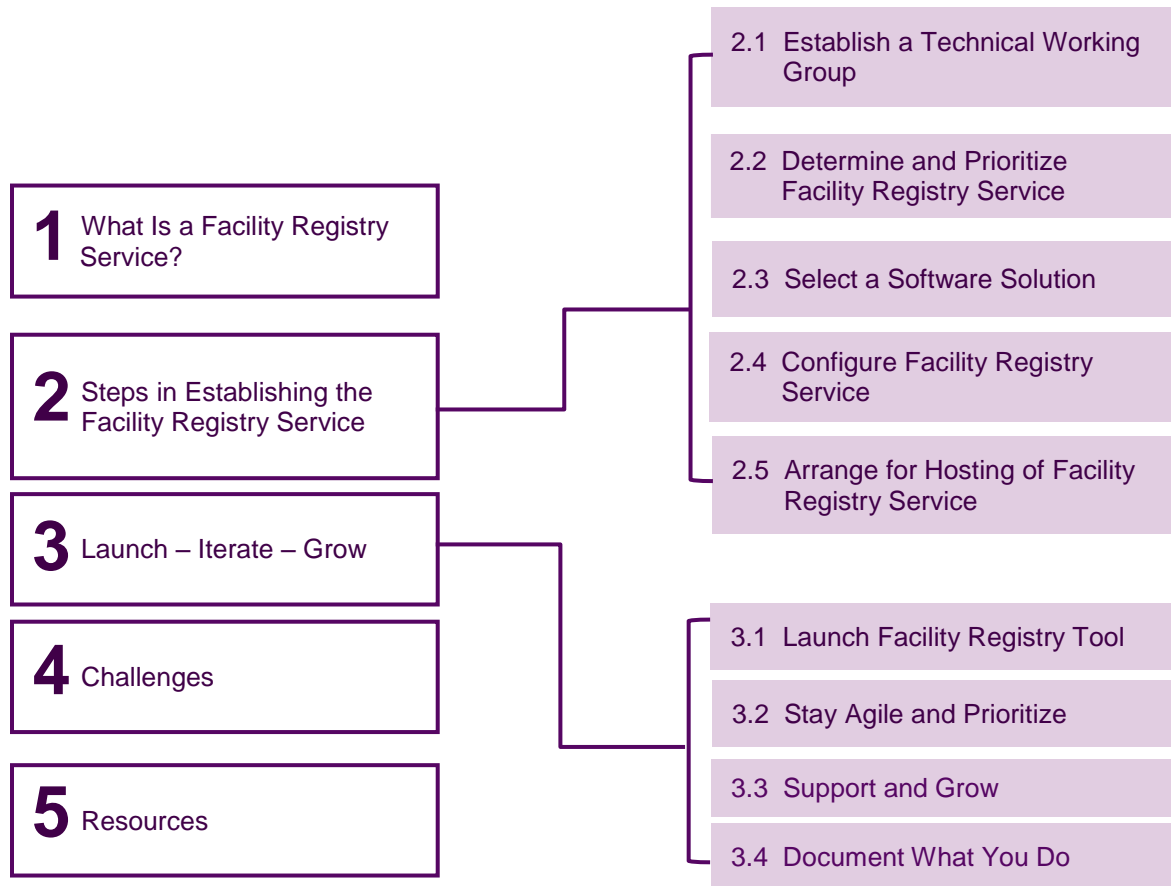 1 What Is a Facility Registry
Service?
2 Steps in Establishing the
Facility Registry Service
3 Launch – Iterate – Grow
4 Challenges
5 Resources
2.1 Establish a Technical Working
Group
2.2 Determine and Prioritize
Facility Registry Service
2.3 Select a Software Solution
2.4 Configure Facility Registry
Service
2.5 Arrange for Hosting of Facility
Registry Service
3.1 Launch Facility Registry Tool
3.2 Stay Agile and Prioritize
3.3 Support and Grow
3.4 Document What You Do